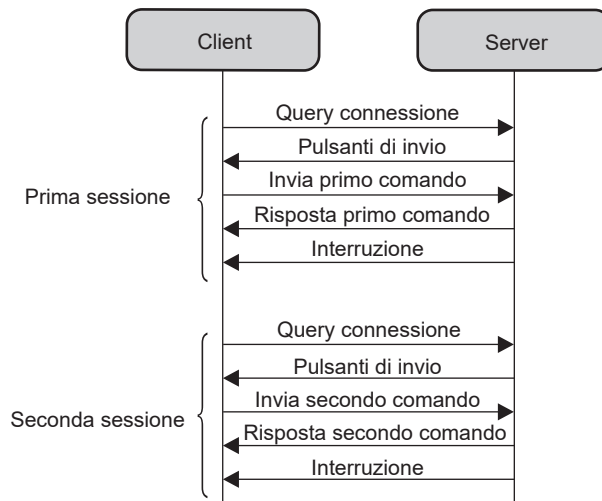 Client
Server
Query connessione
Pulsanti di invio
Prima sessione
Invia primo comando
Risposta primo comando
Interruzione
Query connessione
Pulsanti di invio
Seconda sessione
Invia secondo comando
Risposta secondo comando
Interruzione